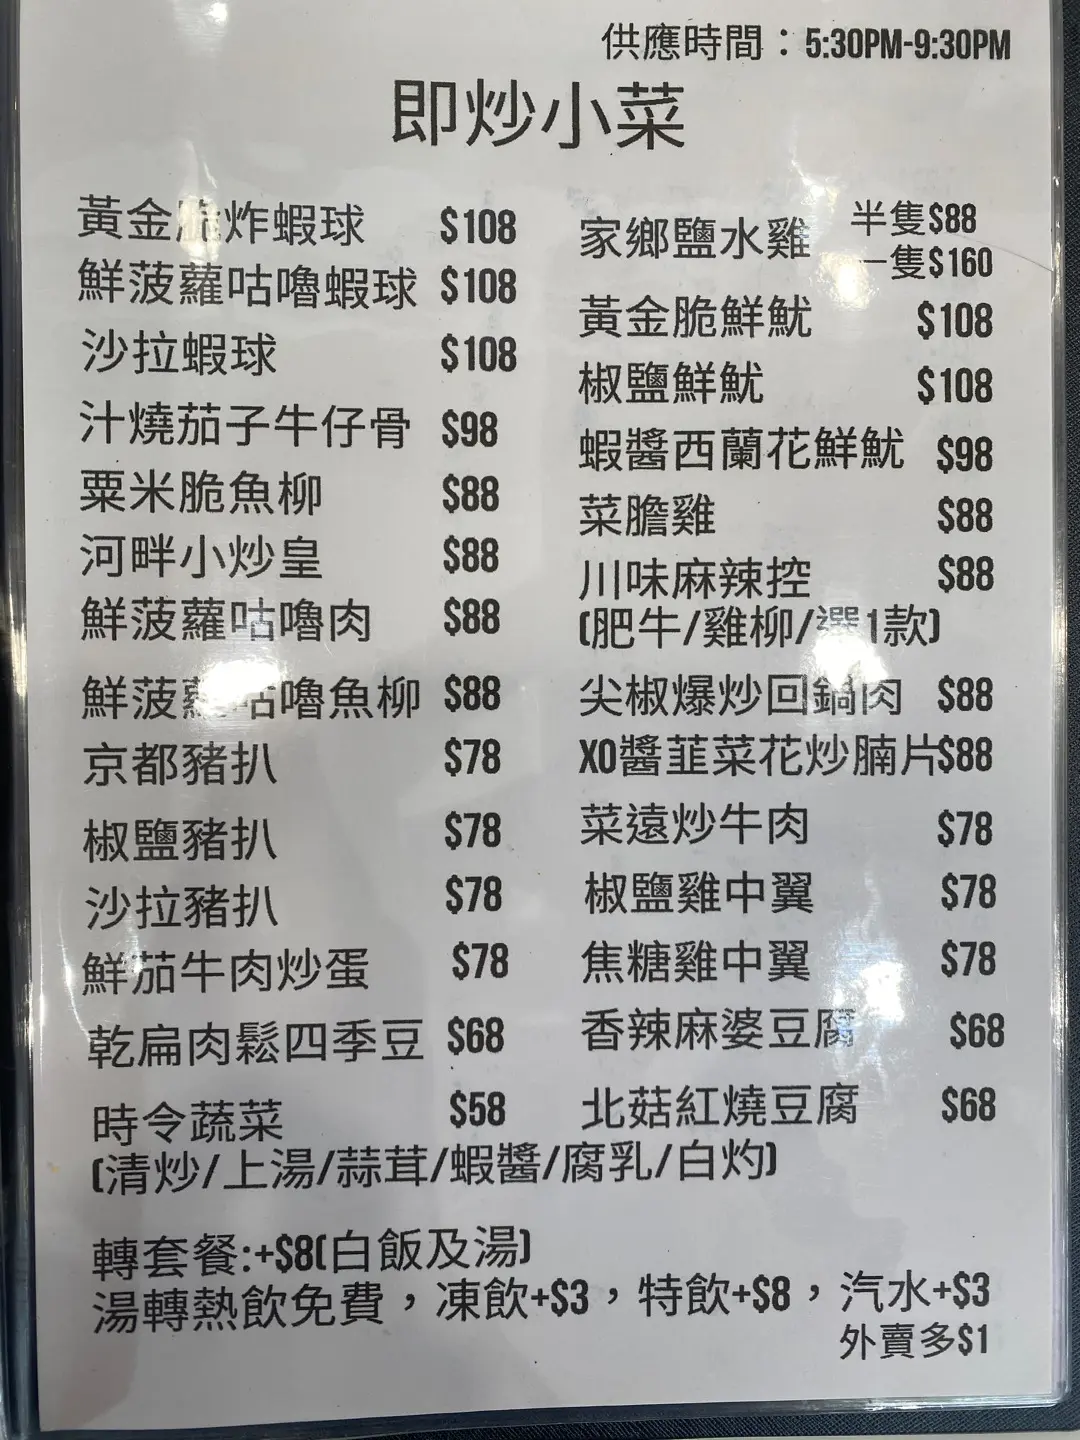 供應時間：5:30PM-9:30PM
即炒小菜
黃金脆炸蝦球 $108
鮮菠蘿咕嚕蝦球 $108
沙拉蝦球 $108
汁燒茄子牛仔骨 $98
粟米脆魚柳 $88
河畔小炒皇 $88
鮮菠蘿咕嚕肉 $88
鮮菠蘿咕嚕魚柳 $88
京都豬扒 $78
椒鹽豬扒 $78
沙拉豬扒 $78
鮮茄牛肉炒蛋 $78
乾扁肉鬆四季豆 $68
時令蔬菜 $58
(清炒/上湯/蒜茸/蝦醬/腐乳/白灼)
家鄉鹽水雞 半隻$88
一隻$160
黃金脆鮮魷 $108
椒鹽鮮魷 $108
蝦醬西蘭花鮮魷 $98
菜膽雞 $88
川味麻辣控 $88
(肥牛/雞柳/選1款)
尖椒爆炒回鍋肉 $88
XO醬韮菜花炒腩片$88
菜遠炒牛肉 $78
椒鹽雞中翼 $78
焦糖雞中翼 $78
香辣麻婆豆腐 $68
北菇紅燒豆腐 $68
轉套餐:+$8(白飯及湯)
湯轉熱飲免費，凍飲+$3，特飲+$8，汽水+$3
外賣多$1